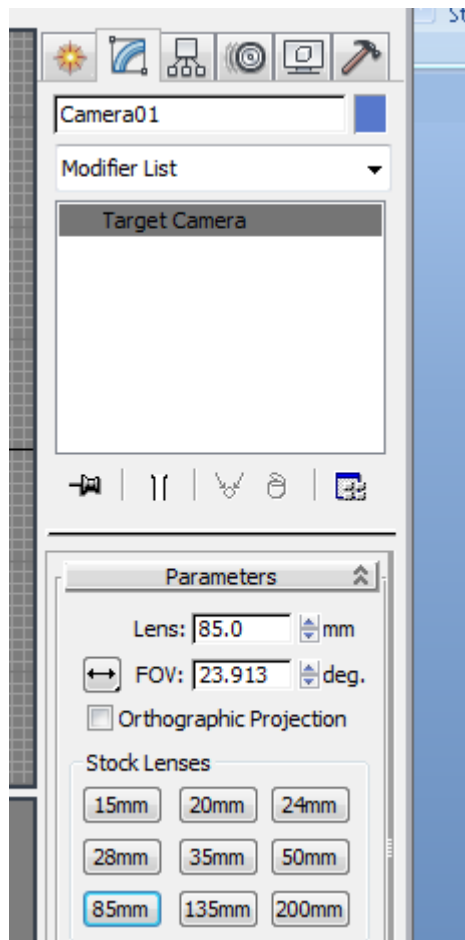 St
Camera01
Modifier List
Target Camera
Parameters
Lens: 85.0 mm
FOV: 23.913 deg.
Orthographic Projection
Stock Lenses
15mm 20mm 24mm
28mm 35mm 50mm
85mm 135mm 200mm